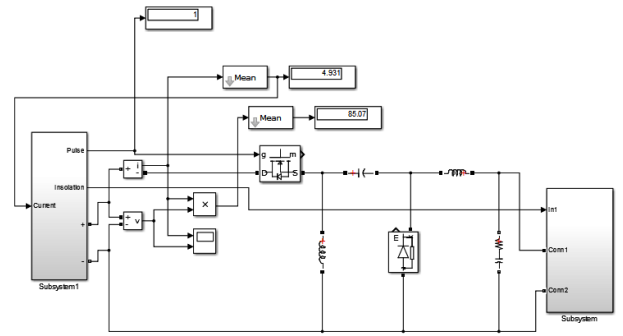 1
Mean
4.931
Mean
85.07
Pulse
+ i
-
g m
D S
Insolation
×
Current
+
+
- v
In1
E
Conn1
-
Conn2
Subsystem1
Subsystem